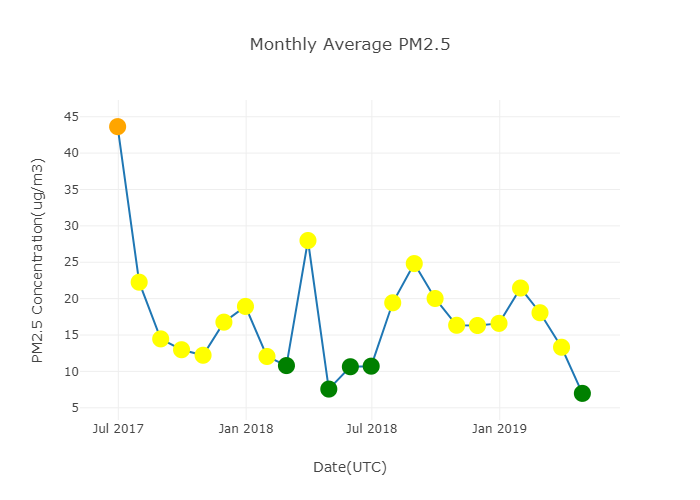 Monthly Average PM2.5
45
40
35
30
25
20
15
10
5
PM2.5 Concentration(ug/m3)
Jul 2017
Jan 2018
Jul 2018
Jan 2019
Date(UTC)